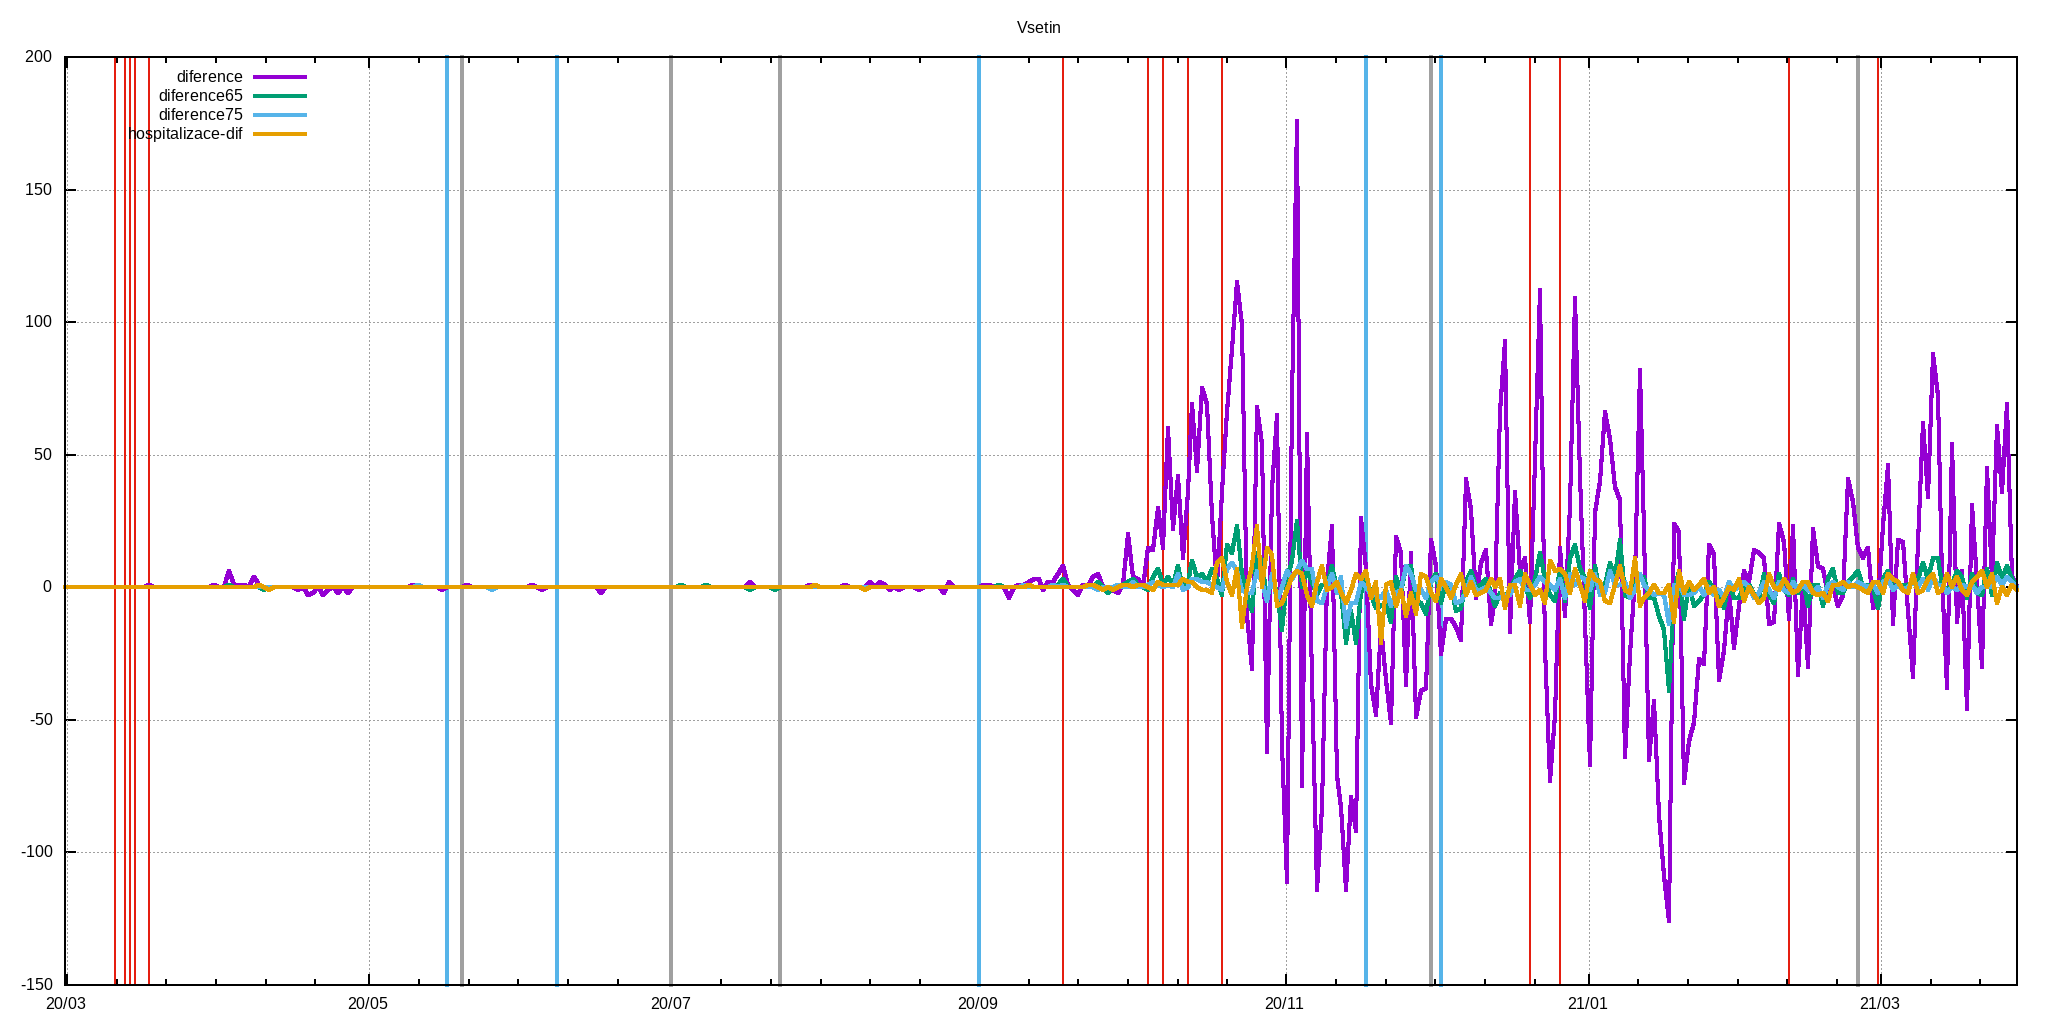 Vsetin
200
150
100
50
0
-50
-100
-150
diference
diference65
diference75
hospitalizace-dif
20/03 20/05 20/07 20/09 20/11 21/01 21/03